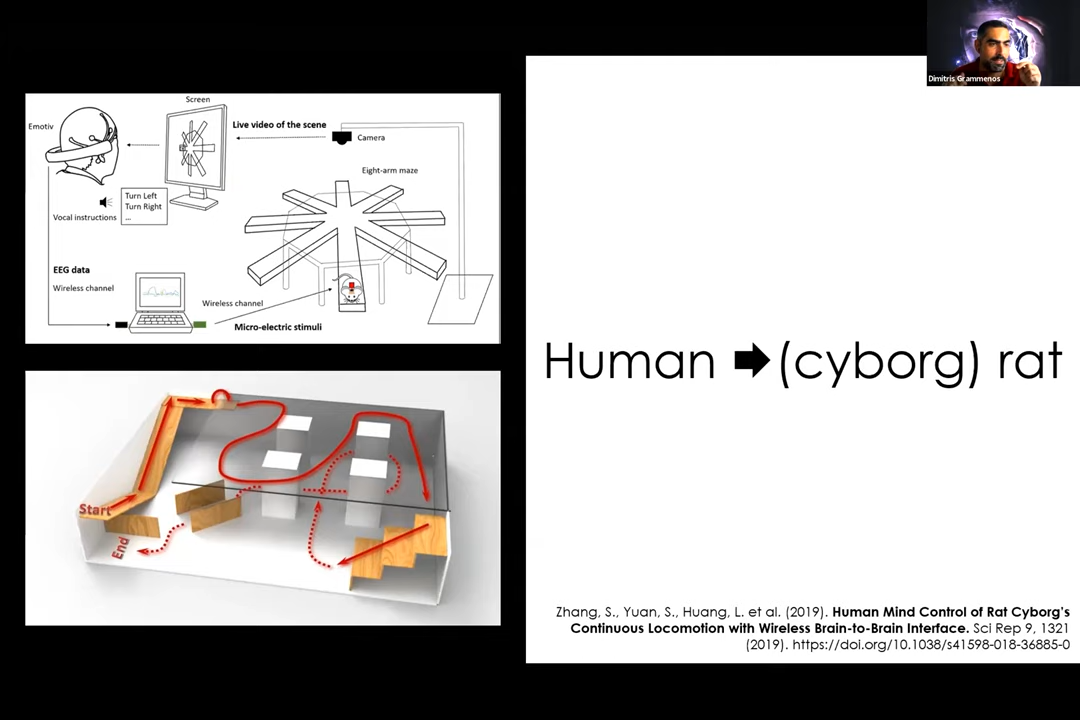 Dimitris Grammenos
Screen
Emotiv
Live video of the scene
Camera
Eight-arm maze
Turn Left
Turn Right
...
Vocal instructions
EEG data
Wireless channel
Wireless channel
Micro-electric stimuli
Start
End
Human ➡(cyborg) rat
Zhang, S., Yuan, S., Huang, L. et al. (2019). Human Mind Control of Rat Cyborg's
Continuous Locomotion with Wireless Brain-to-Brain Interface. Sci Rep 9, 1321
(2019). https://doi.org/10.1038/s41598-018-36885-0